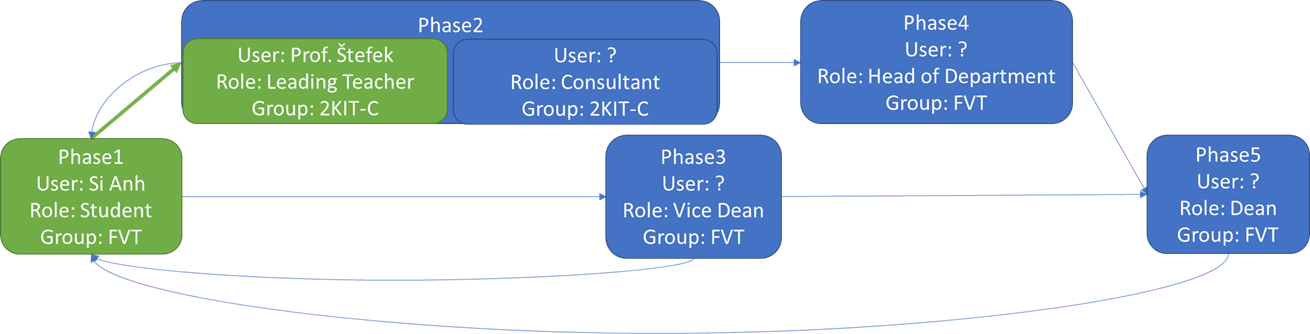 Phase2
User: Prof. Štefek
Role: Leading Teacher
Group: 2KIT-C
User: ?
Role: Consultant
Group: 2KIT-C
Phase4
User: ?
Role: Head of Department
Group: FVT
Phase1
User: Si Anh
Role: Student
Group: FVT
Phase3
User: ?
Role: Vice Dean
Group: FVT
Phase5
User: ?
Role: Dean
Group: FVT